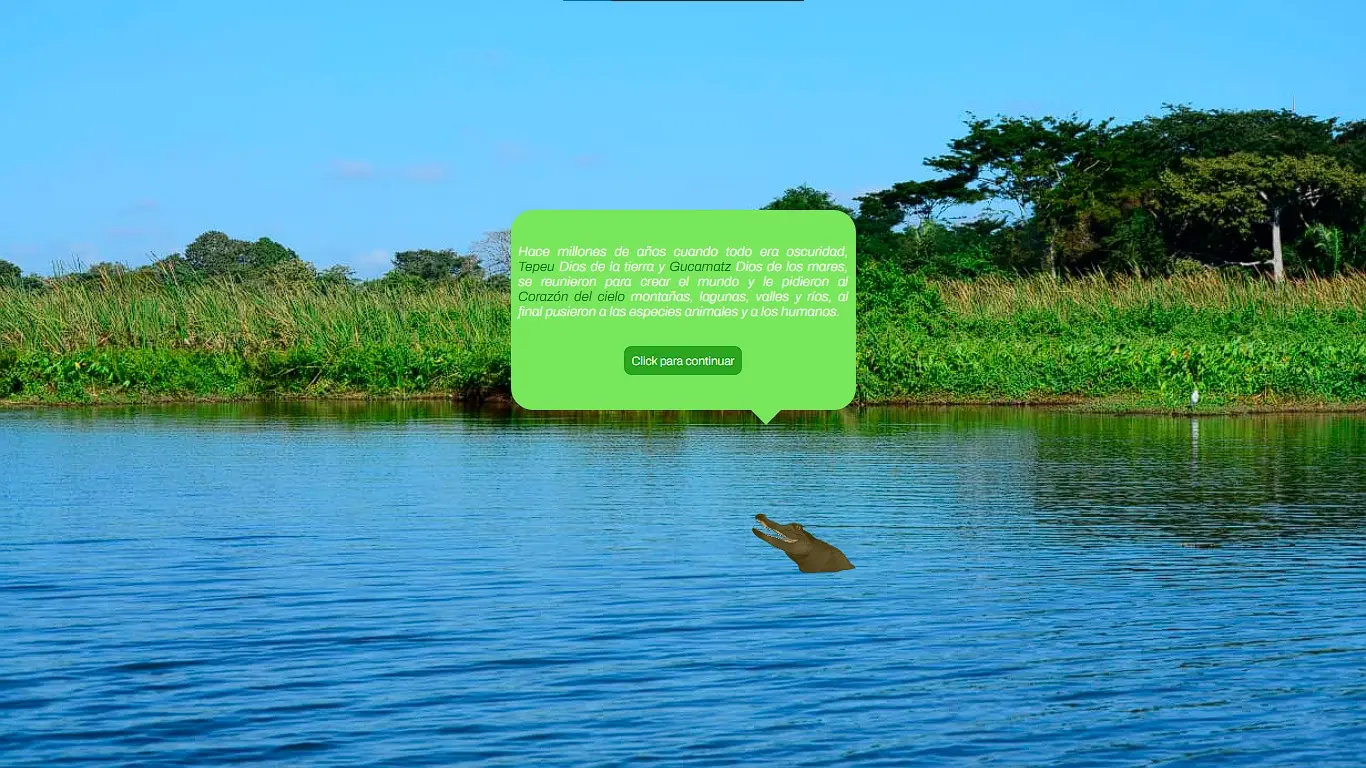 Hace millones de años cuando todo era oscuridad,
Tepeu Dios de la tierra y Gucamatz Dios de los mares,
se reunieron para crear el mundo y le pidieron al
Corazón del cielo montañas, lagunas, valles y ríos, al
final pusieron a las especies animales y a los humanos.
Click para continuar